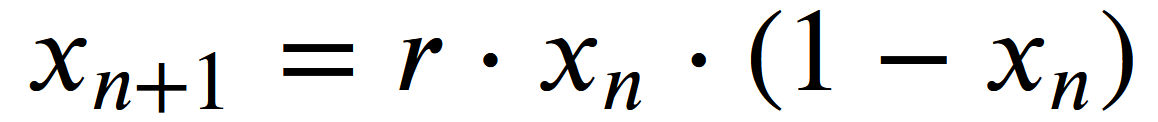 xₙ₊₁ = r · xₙ · (1 − xₙ)